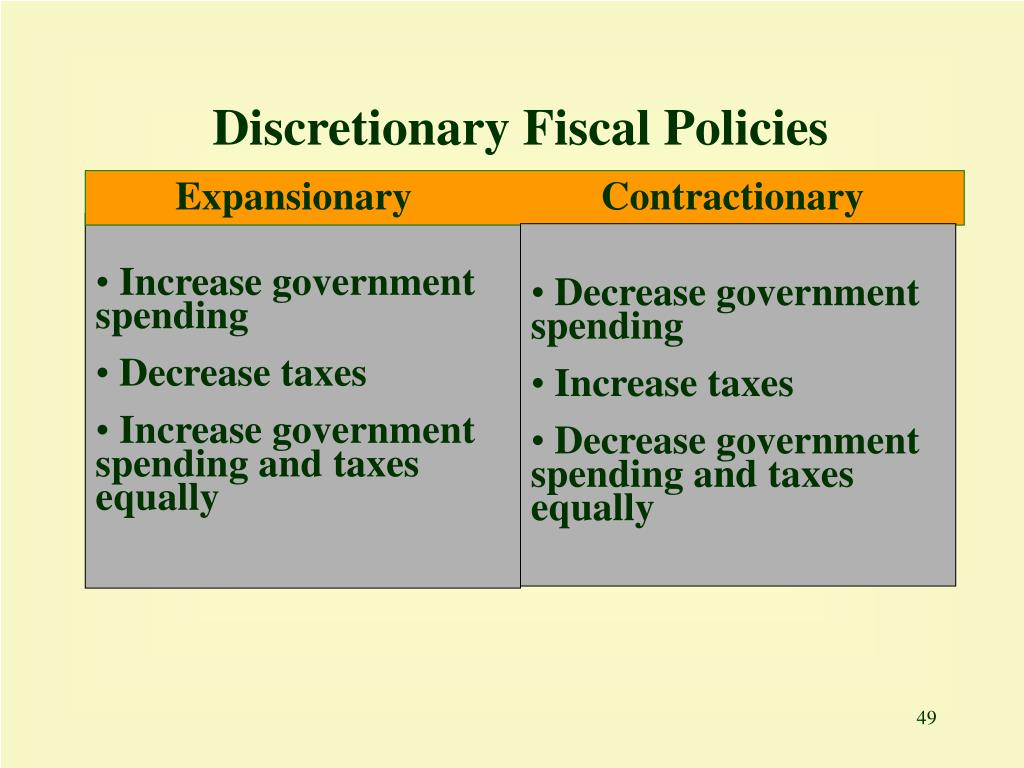 Discretionary Fiscal Policies
Expansionary
Contractionary
• Increase government
spending
• Decrease taxes
• Increase government
spending and taxes
equally
• Decrease government
spending
• Increase taxes
• Decrease government
spending and taxes
equally
49